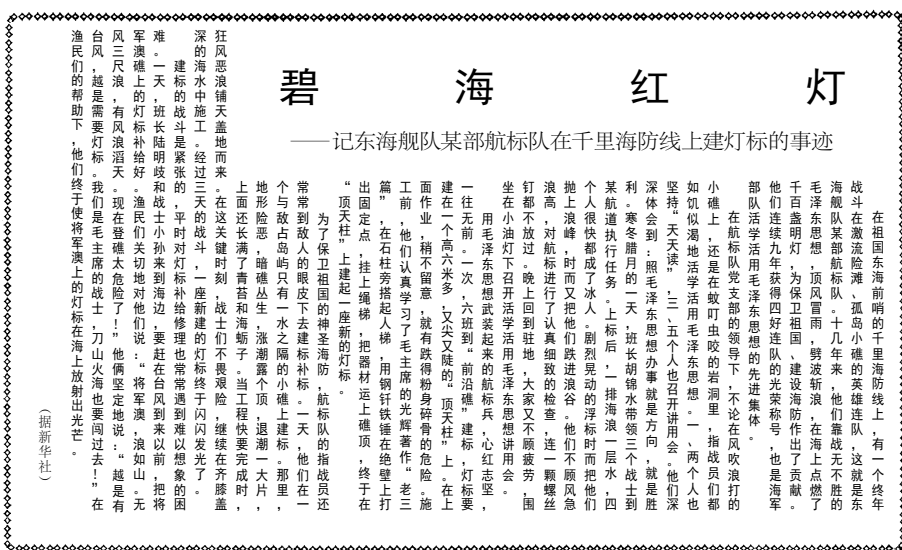 碧海红灯
——记东海舰队某部航标队在千里海防线上建灯标的事迹
在祖国东海前哨的千里海防线上，有一个终年
战斗在激流险滩、孤岛小礁的英雄连队，这就是东
海舰队某部航标队。十几年来，他们靠战无不胜的
毛泽东思想，顶风冒雨，劈波斩浪，在海上点燃了
千百盏明灯，为保卫祖国、建设海防作出了贡献。
他们连续九年获得四好连队的光荣称号，也是海军
部队活学活用毛泽东思想的先进集体。
在航标队党支部的领导下，不论在风吹浪打的
小礁上，还是在蚊叮虫咬的岩洞里，指战员们都
如饥似渴地活学活用毛泽东思想。一、两个人也
坚持“天天读”，三、五个人也召开讲用会。他们深
深体会到：照毛泽东思想办事就是方向，就是胜
利。寒冬腊月的一天，班长胡锦水带领三个战士到
某航道执行任务。上标后，一排海浪一层水，四
个人很快都成了冰人。剧烈晃动的浮标时而把他们
抛上浪峰，时而又把他们跌进浪谷。他们不顾风急
浪高，对航标进行了认真细致的检查，连一颗螺丝
钉都不放过。晚上回到驻地，大家又不顾疲劳，围
坐在小油灯下召开活学活用毛泽东思想讲用会。
用毛泽东思想武装起来的航标兵，心红志坚，
一往无前。一次，六班到“前沿礁”建标，灯标要
建在一个高六米多，又尖又陡的“顶天柱”上。在上
面作业，稍不留意，就有跌得粉身碎骨的危险。施
工前，他们认真学习了毛主席的光辉著作“老三
篇”，在石柱旁搭起人梯，用钢钎铁锤在绝壁上打
出固定点，挂上绳梯，把器材运上礁顶，终于在
“顶天柱”上建起一座新的灯标。
为了保卫祖国的神圣海防，航标队的指战员还
常常到敌人的眼皮下去建标补标。一天，他们在一
个与敌占岛屿只有一水之隔的小礁上建标。那里，
地形险恶，暗礁丛生，涨潮露个顶，退潮一大片，
上面还长满了青苔和海蛎子。当工程快要完成时，
狂风恶浪铺天盖地而来。在这关键时刻，战士们不畏艰险，继续在齐膝盖
深的海水中施工。经过三天的战斗，一座新建的灯标终于闪闪发光了。
建标的战斗是紧张的，平时对灯标补给修理也常常遇到难以想象的困
难。一天，班长陆明歧和战士小孙来到海边，要赶在台风到来以前，把将
军澳礁上的灯标补给好。渔民们关切地对他们说：“将军澳，浪如山。无
风三尺浪，有风浪滔天。现在登礁太危险了！”他俩坚定地说：“越是有
台风，越是需要灯标。我们是毛主席的战士，刀山火海也要闯过去！”在
渔民们的帮助下，他们终于使将军澳上的灯标在海上放射出光芒。
（据新华社）